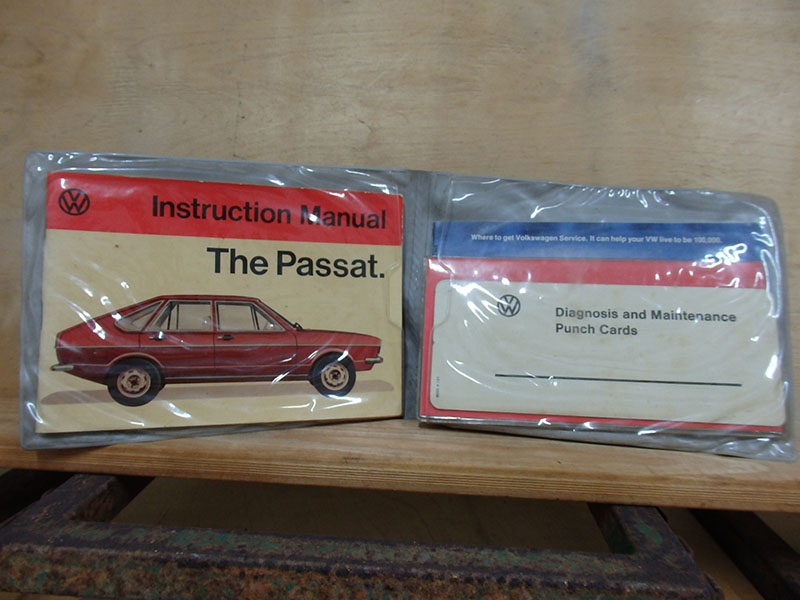 Instruction Manual
The Passat.
Where to get Volkswagen Service. It can help your VW live to be 100,000.
Diagnosis and Maintenance
Punch Cards